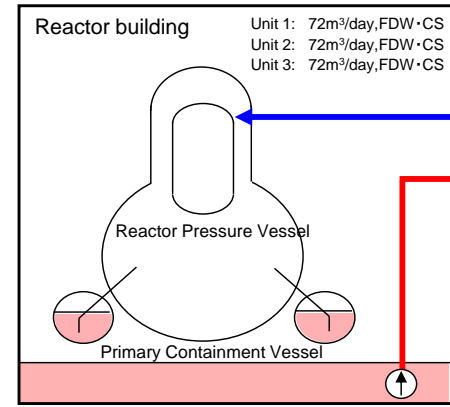 Reactor building
Unit 1: 72m³/day,FDW・CS
Unit 2: 72m³/day,FDW・CS
Unit 3: 72m³/day,FDW・CS
Reactor Pressure Vessel
Primary Containment Vessel